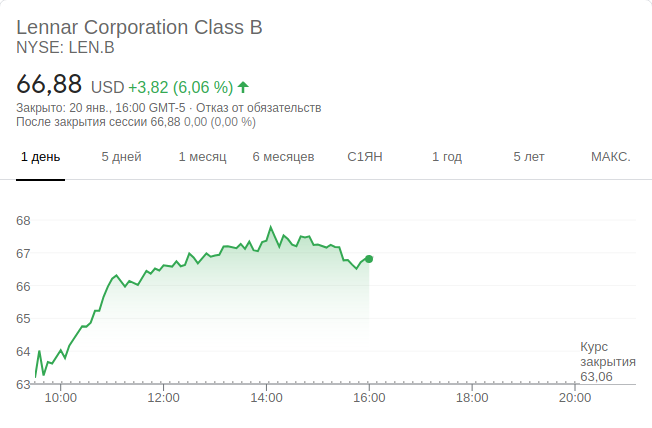 Lennar Corporation Class B
NYSE: LEN.B
66,88 USD +3,82 (6,06 %)
Закрыто: 20 янв., 16:00 GMT-5 · Отказ от обязательств
После закрытия сессии 66,88 0,00 (0,00 %)
1 день 5 дней 1 месяц 6 месяцев С1ЯН 1 год 5 лет МАКС.
68
67
66
65
64
63
Курс
закрытия
63,06
10:00 12:00 14:00 16:00 18:00 20:00